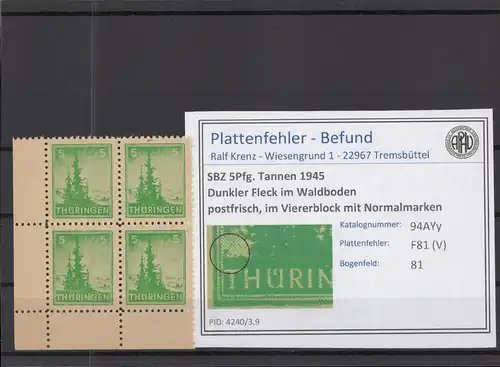 5 5
THÜRINGEN
5 5
THÜRINGEN
5 5
THÜRINGEN
5 5
THÜRINGEN
Plattenfehler - Befund
Ralf Krenz - Wiesengrund 1 - 22967 Tremsbüttel
SBZ 5Pfg. Tannen 1945
Dunkler Fleck im Waldboden
postfrisch, im Viererblock mit Normalmarken
Katalognummer: 94AYy
Plattenfehler: F81 (V)
Bogenfeld: 81
THÜRIN
PID: 4240/3,9